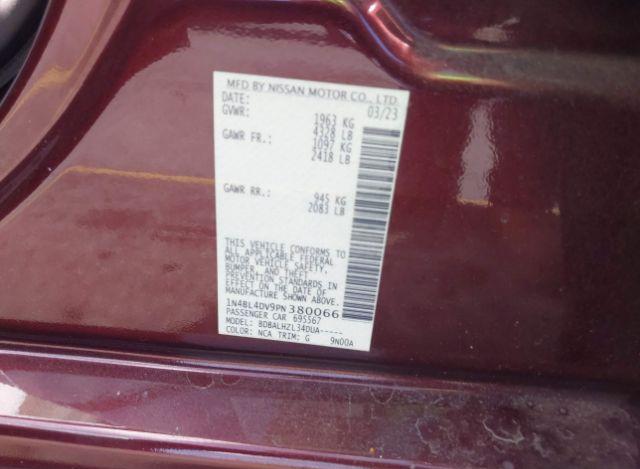 MFD BY NISSAN MOTOR CO., LTD.
DATE: 03/23
GVWR: 1963 KG
4328 LB
GAWR FR.: 1097 KG
2418 LB
GAWR RR.: 945 KG
2083 LB
THIS VEHICLE CONFORMS TO
ALL APPLICABLE FEDERAL
MOTOR VEHICLE SAFETY,
BUMPER, AND THEFT
PREVENTION STANDARDS IN
EFFECT ON THE DATE OF
MANUFACTURE SHOWN ABOVE.
1N4BL4DV9PN380066
PASSENGER CAR 695567
MODEL: BDBALHZL34DUA-----
COLOR: NCA TRIM: G 9N00A